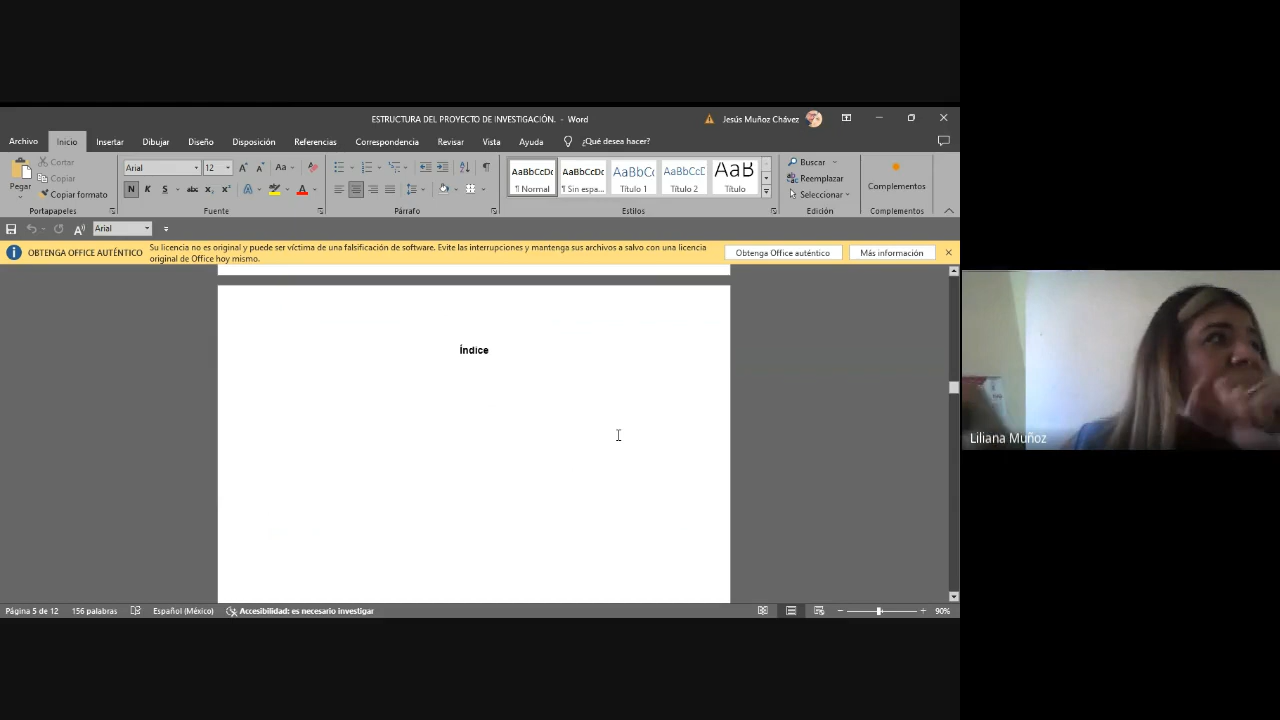 ESTRUCTURA DEL PROYECTO DE INVESTIGACIÓN. - Word
Jesús Muñoz Chávez
Archivo Inicio Insertar Dibujar Diseño Disposición Referencias Correspondencia Revisar Vista Ayuda ¿Qué desea hacer?
Pegar
Cortar
Copiar
Copiar formato
Portapapeles
Arial 12
Aa
N K S ab x₂ x²
A A
Fuente
Párrafo
AaBbCcDc AaBbCcDc AaBbCc AaBbCcD AaB
¶ Normal ¶ Sin espa... Título 1 Título 2 Título
Estilos
Buscar
Reemplazar
Seleccionar
Edición
Complementos
Complementos
Arial
OBTENGA OFFICE AUTÉNTICO Su licencia no es original y puede ser víctima de una falsificación de software. Evite las interrupciones y mantenga sus archivos a salvo con una licencia
original de Office hoy mismo.
Obtenga Office auténtico Más información
Índice
Liliana Muñoz
Página 5 de 12 156 palabras Español (México) Accesibilidad: es necesario investigar 90%